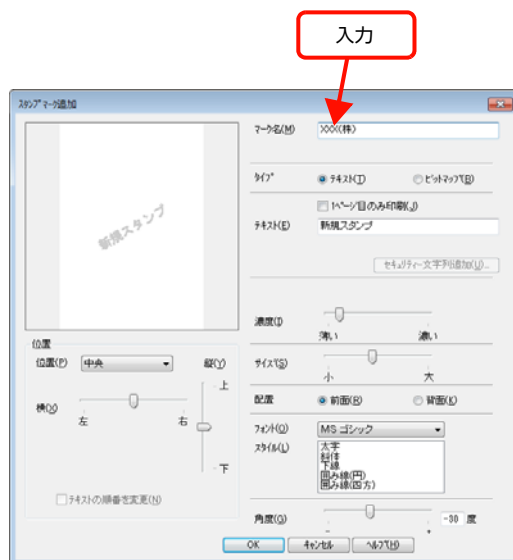 入力
スタンプマーク追加
マーク名(M)
XXX(株)
タイプ
テキスト(T)
ビットマップ(B)
1ページ目のみ印刷(J)
テキスト(E)
新規スタンプ
セキュリティー文字列追加(U)...
新規スタンプ
濃度(I)
薄い
濃い
位置
位置(P)
中央
縦(Y)
サイズ(S)
小
大
上
横(X)
左
右
下
配置
前面(R)
背面(K)
フォント(O)
MS ゴシック
スタイル(L)
太字
斜体
下線
囲み線(円)
囲み線(四方)
テキストの順番を変更(N)
角度(G)
-30 度
OK
キャンセル
ヘルプ(H)